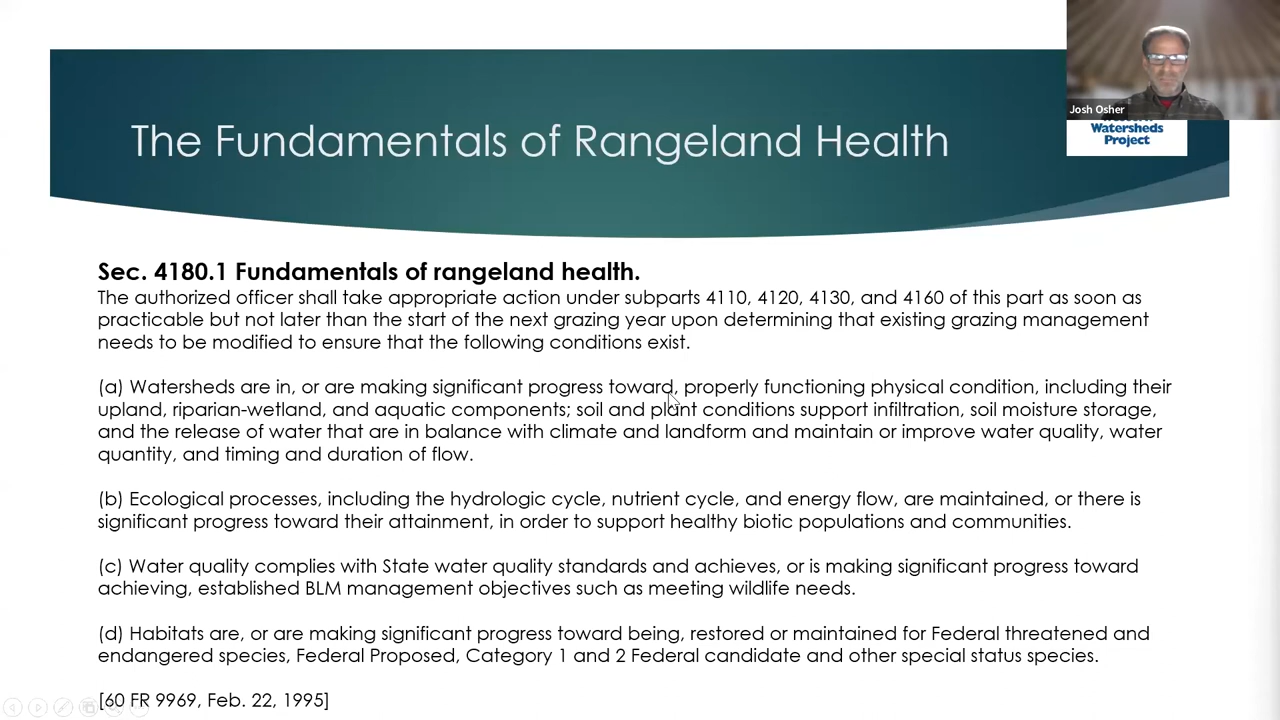 The Fundamentals of Rangeland Health
Josh Osher
Watersheds
Project
Sec. 4180.1 Fundamentals of rangeland health.
The authorized officer shall take appropriate action under subparts 4110, 4120, 4130, and 4160 of this part as soon as
practicable but not later than the start of the next grazing year upon determining that existing grazing management
needs to be modified to ensure that the following conditions exist.
(a) Watersheds are in, or are making significant progress toward, properly functioning physical condition, including their
upland, riparian-wetland, and aquatic components; soil and plant conditions support infiltration, soil moisture storage,
and the release of water that are in balance with climate and landform and maintain or improve water quality, water
quantity, and timing and duration of flow.
(b) Ecological processes, including the hydrologic cycle, nutrient cycle, and energy flow, are maintained, or there is
significant progress toward their attainment, in order to support healthy biotic populations and communities.
(c) Water quality complies with State water quality standards and achieves, or is making significant progress toward
achieving, established BLM management objectives such as meeting wildlife needs.
(d) Habitats are, or are making significant progress toward being, restored or maintained for Federal threatened and
endangered species, Federal Proposed, Category 1 and 2 Federal candidate and other special status species.
[60 FR 9969, Feb. 22, 1995]